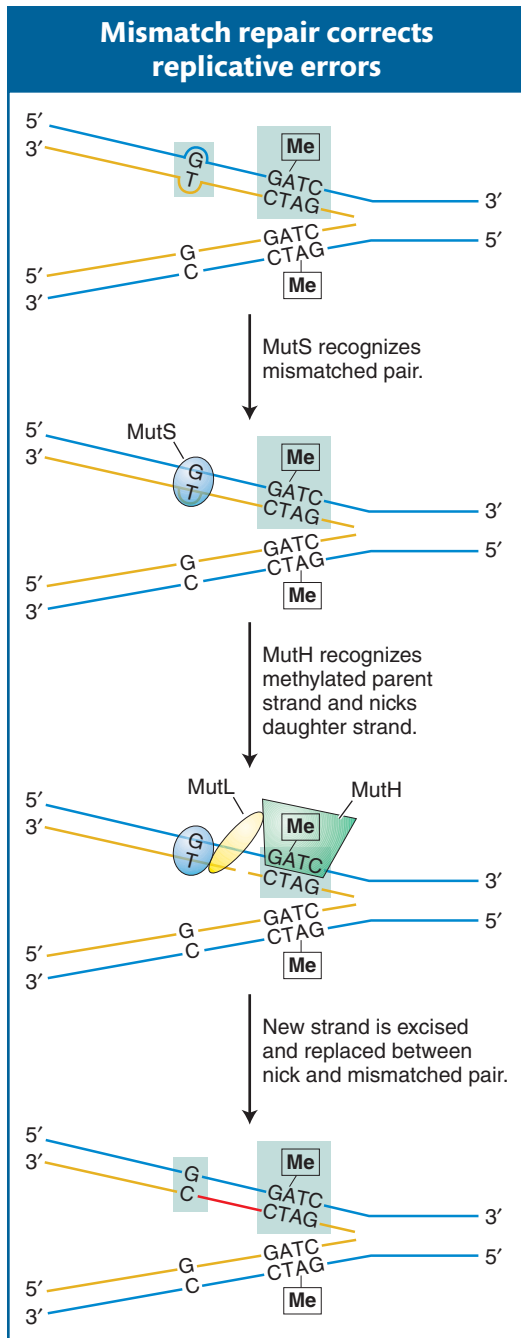 Mismatch repair corrects
replicative errors
5′
3′
G
T
Me
GATC
CTAG
3′
5′
G
C
GATC
CTAG
Me
5′
3′
MutS recognizes
mismatched pair.
MutS
5′
3′
G
T
Me
GATC
CTAG
3′
5′
G
C
GATC
CTAG
Me
5′
3′
MutH recognizes
methylated parent
strand and nicks
daughter strand.
MutL
MutH
5′
3′
G
T
Me
GATC
CTAG
3′
5′
G
C
GATC
CTAG
Me
5′
3′
New strand is excised
and replaced between
nick and mismatched pair.
5′
3′
G
C
Me
GATC
CTAG
3′
5′
G
C
GATC
CTAG
Me
5′
3′